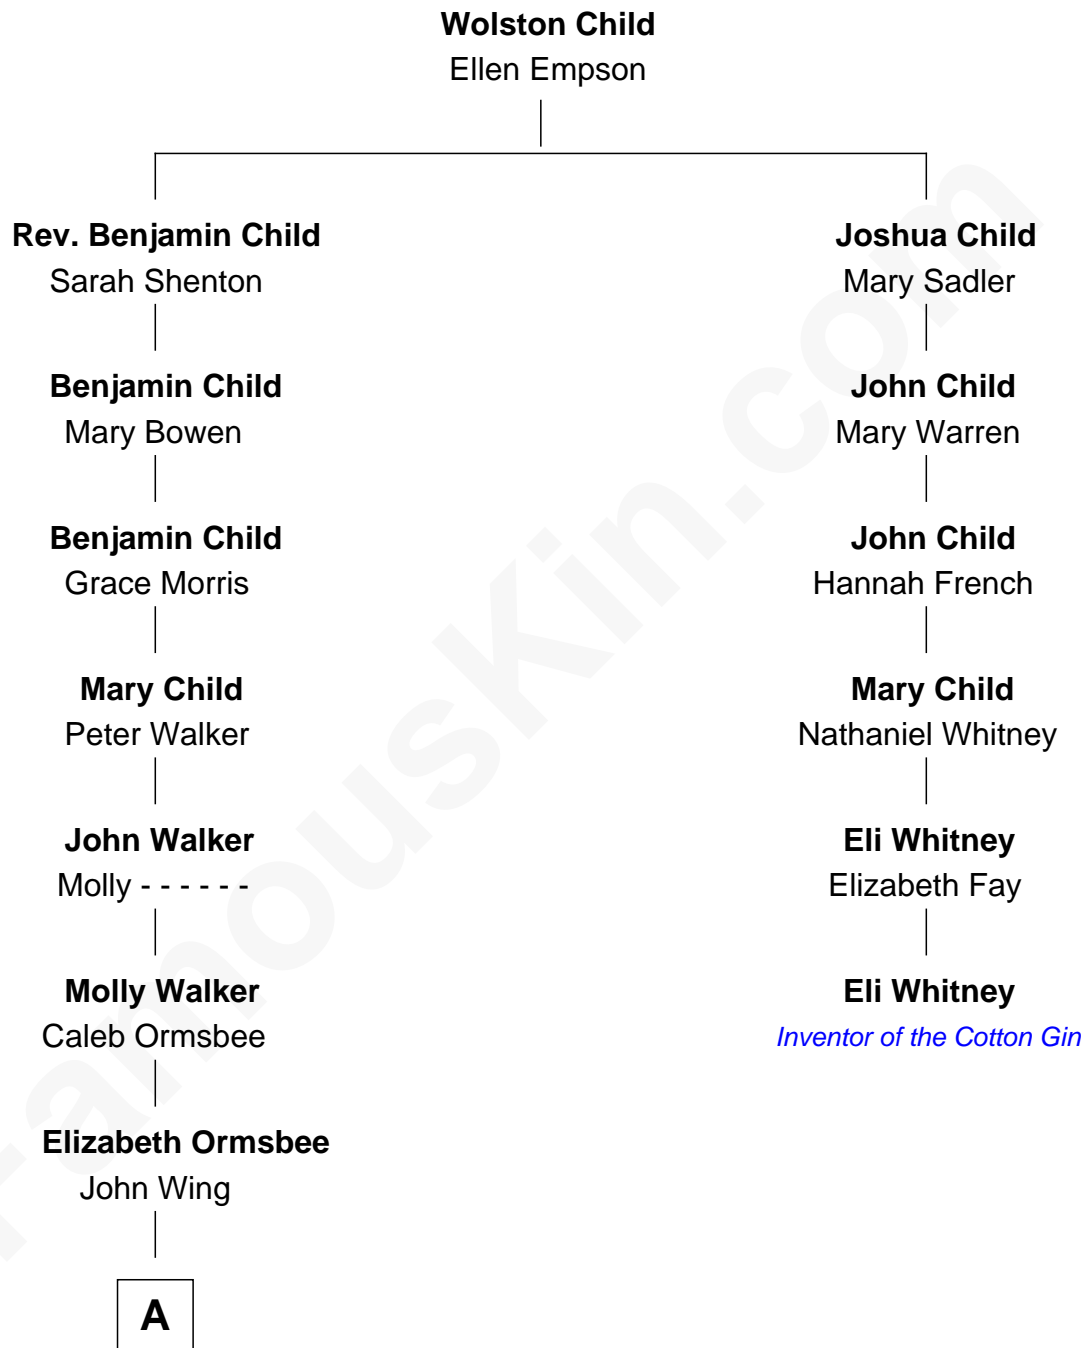 Wolston Child
Ellen Empson
Rev. Benjamin Child
Sarah Shenton
Joshua Child
Mary Sadler
Benjamin Child
Mary Bowen
John Child
Mary Warren
Benjamin Child
Grace Morris
John Child
Hannah French
Mary Child
Peter Walker
Mary Child
Nathaniel Whitney
John Walker
Molly - - - - - -
Eli Whitney
Elizabeth Fay
Molly Walker
Caleb Ormsbee
Eli Whitney
Inventor of the Cotton Gin
Elizabeth Ormsbee
John Wing
A
FamousKin.com